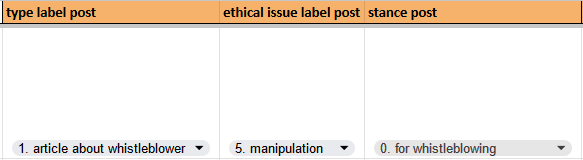 type label post ethical issue label post stance post
1. article about whistleblower 5. manipulation 0. for whistleblowing